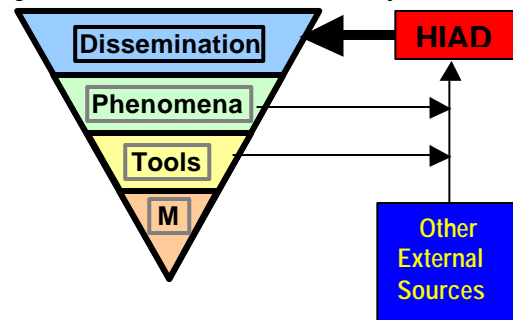 Dissemination
HIAD
Phenomena
Tools
M
Other
External
Sources